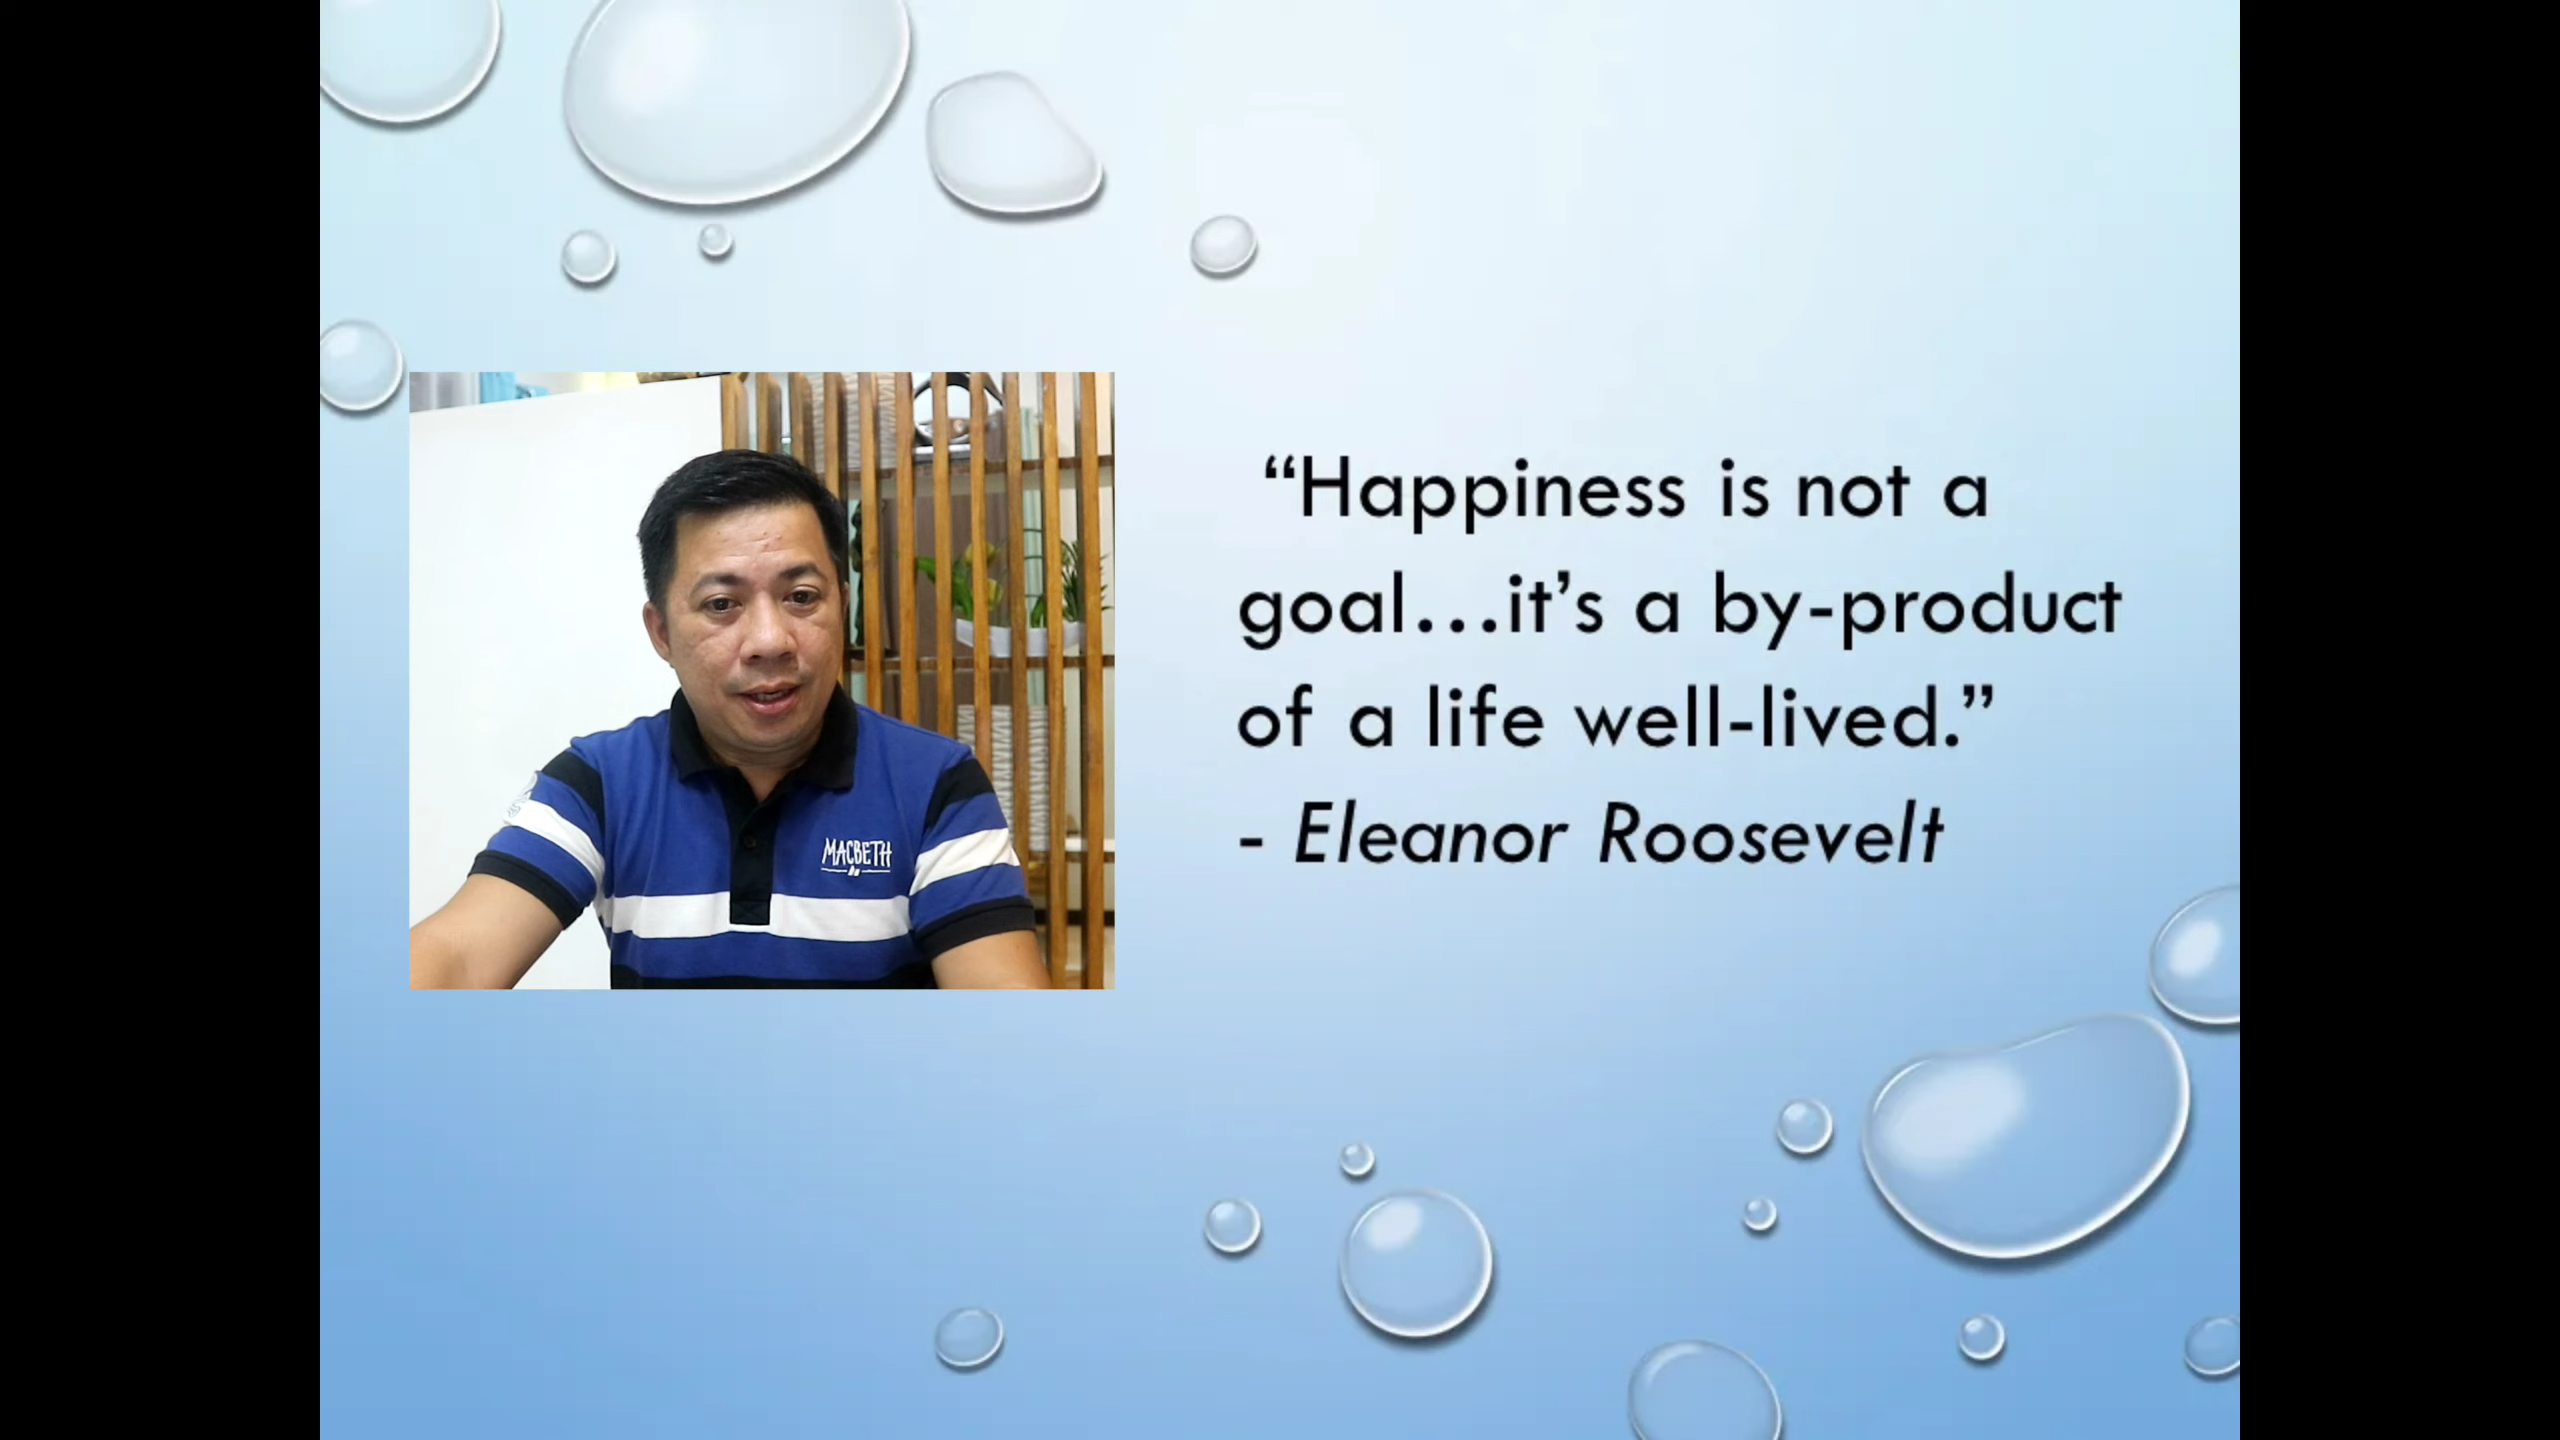 “Happiness is not a
goal...it’s a by-product
of a life well-lived.”
- Eleanor Roosevelt
MACBETH